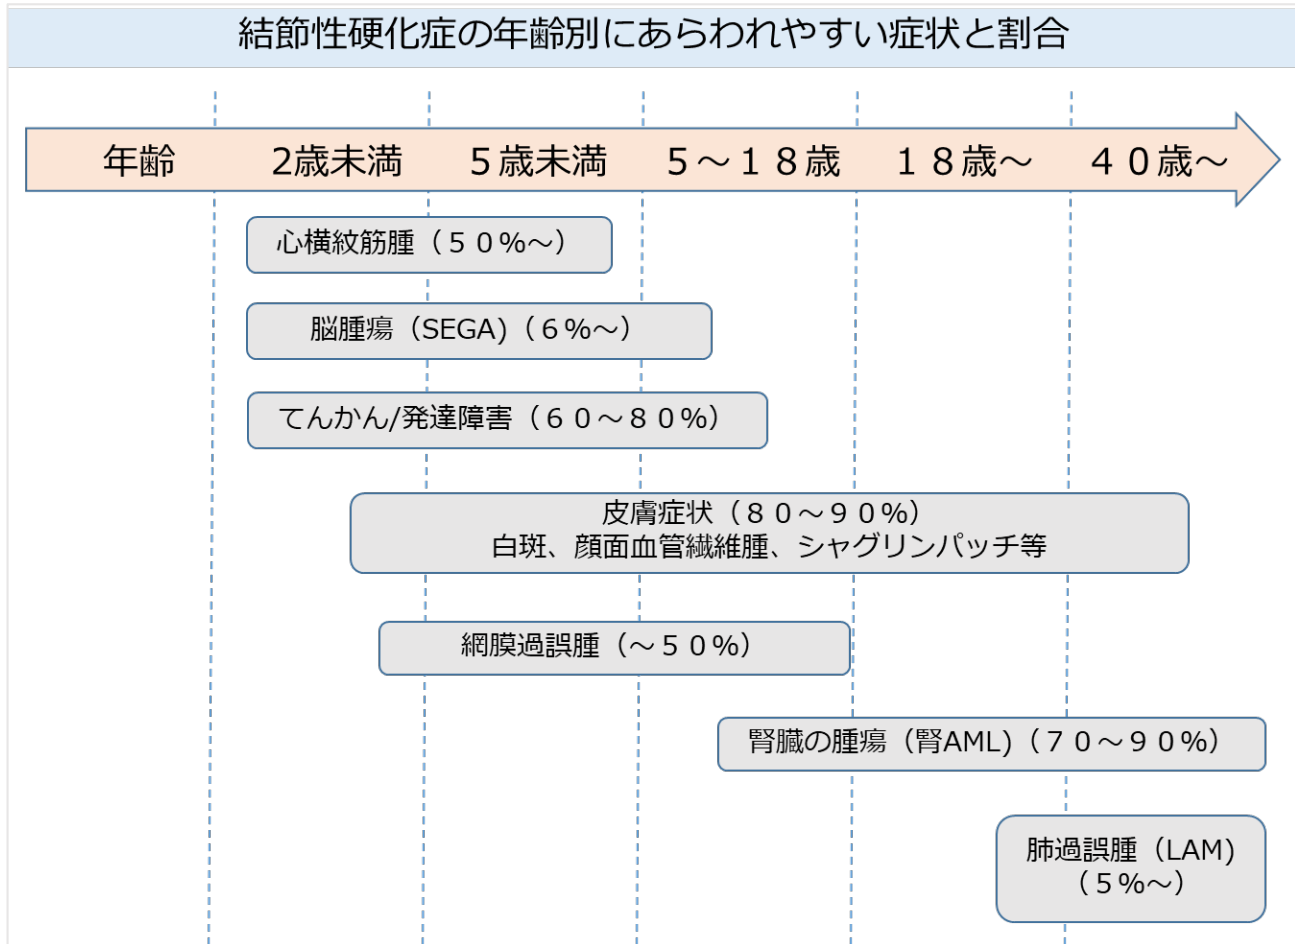 結節性硬化症の年齢別にあらわれやすい症状と割合
年齢 2歳未満 ５歳未満 ５～１８歳 １８歳～ ４０歳～
心横紋筋腫（５０%～）
脳腫瘍（SEGA)（６%～）
てんかん/発達障害（６０～８０%）
皮膚症状（８０～９０%）
白斑、顔面血管繊維腫、シャグリンパッチ等
網膜過誤腫（～５０%）
腎臓の腫瘍（腎AML)（７０～９０%）
肺過誤腫（LAM)
（５%～）